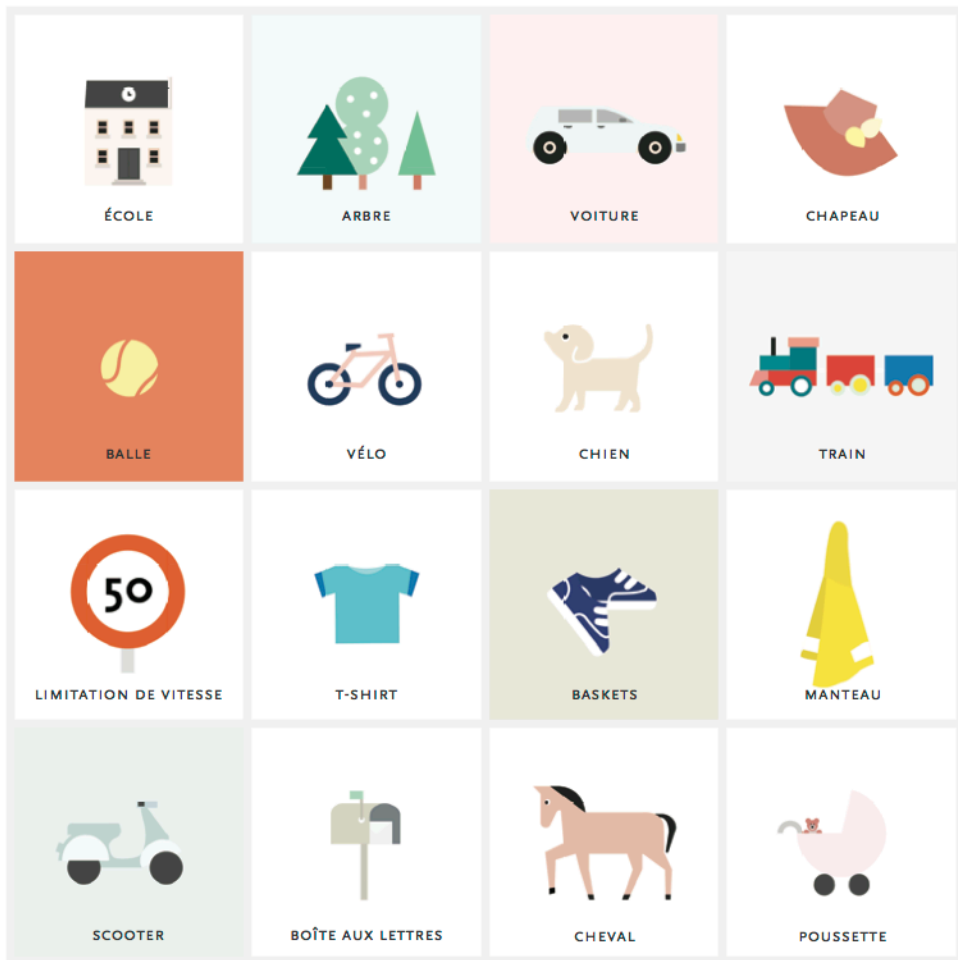 ÉCOLE
ARBRE
VOITURE
CHAPEAU
BALLE
VÉLO
CHIEN
TRAIN
50
LIMITATION DE VITESSE
T-SHIRT
BASKETS
MANTEAU
SCOOTER
BOÎTE AUX LETTRES
CHEVAL
POUSSETTE